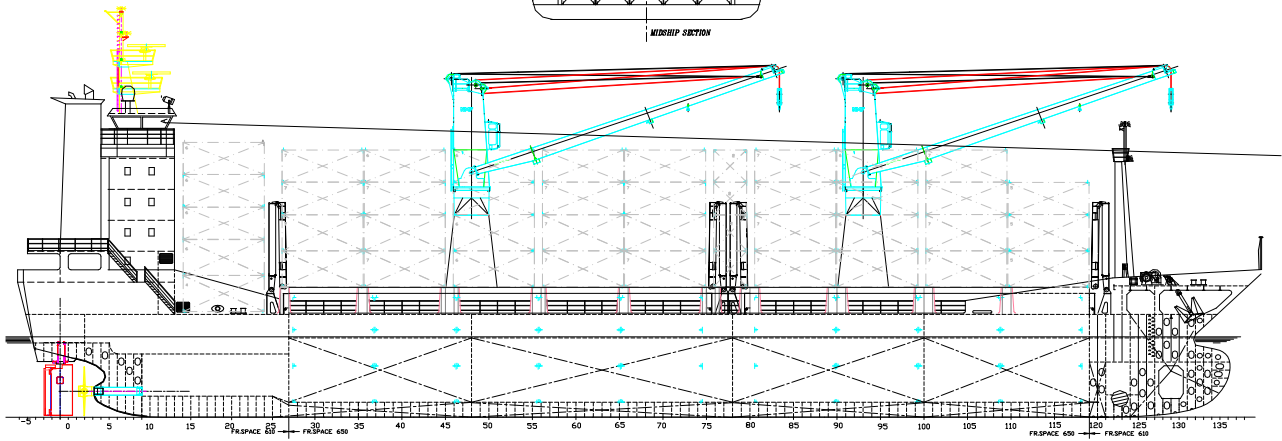 MIDSHIP SECTION
-5 0 5 10 15 20 25 30 35 40 45 50 55 60 65 70 75 80 85 90 95 100 105 110 115 120 125 130 135
FR.SPACE 610 FR.SPACE 650 FR.SPACE 650 FR.SPACE 610